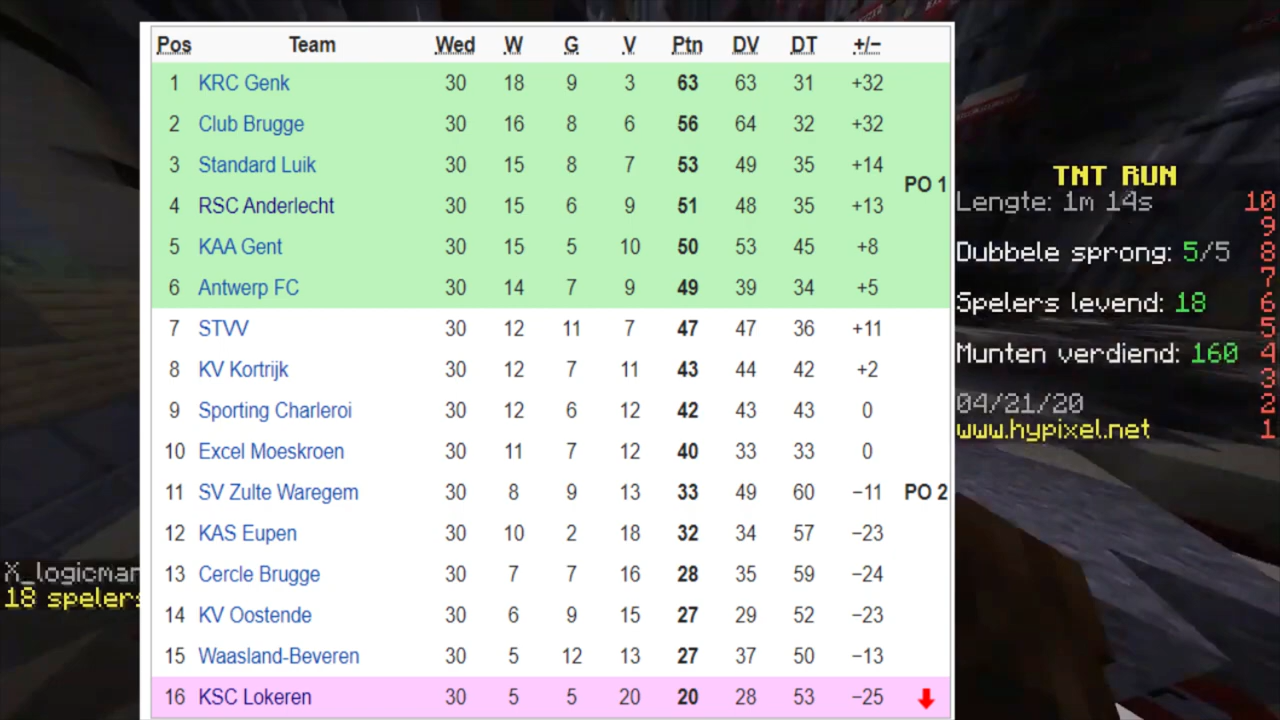 Pos Team Wed W G V Ptn DV DT +/−
1 KRC Genk 30 18 9 3 63 63 31 +32
2 Club Brugge 30 16 8 6 56 64 32 +32
3 Standard Luik 30 15 8 7 53 49 35 +14
PO 1
4 RSC Anderlecht 30 15 6 9 51 48 35 +13
5 KAA Gent 30 15 5 10 50 53 45 +8
6 Antwerp FC 30 14 7 9 49 39 34 +5
7 STVV 30 12 11 7 47 47 36 +11
8 KV Kortrijk 30 12 7 11 43 44 42 +2
9 Sporting Charleroi 30 12 6 12 42 43 43 0
10 Excel Moeskroen 30 11 7 12 40 33 33 0
11 SV Zulte Waregem 30 8 9 13 33 49 60 −11 PO 2
12 KAS Eupen 30 10 2 18 32 34 57 −23
13 Cercle Brugge 30 7 7 16 28 35 59 −24
14 KV Oostende 30 6 9 15 27 29 52 −23
15 Waasland-Beveren 30 5 12 13 27 37 50 −13
16 KSC Lokeren 30 5 5 20 20 28 53 −25
TNT RUN
Lengte: 1m 14s 10
9
Dubbele sprong: 5/5 8
7
Spelers levend: 18 6
5
Munten verdiend: 160 4
3
04/21/20 2
www.hypixel.net 1
X_logicman
18 spelers